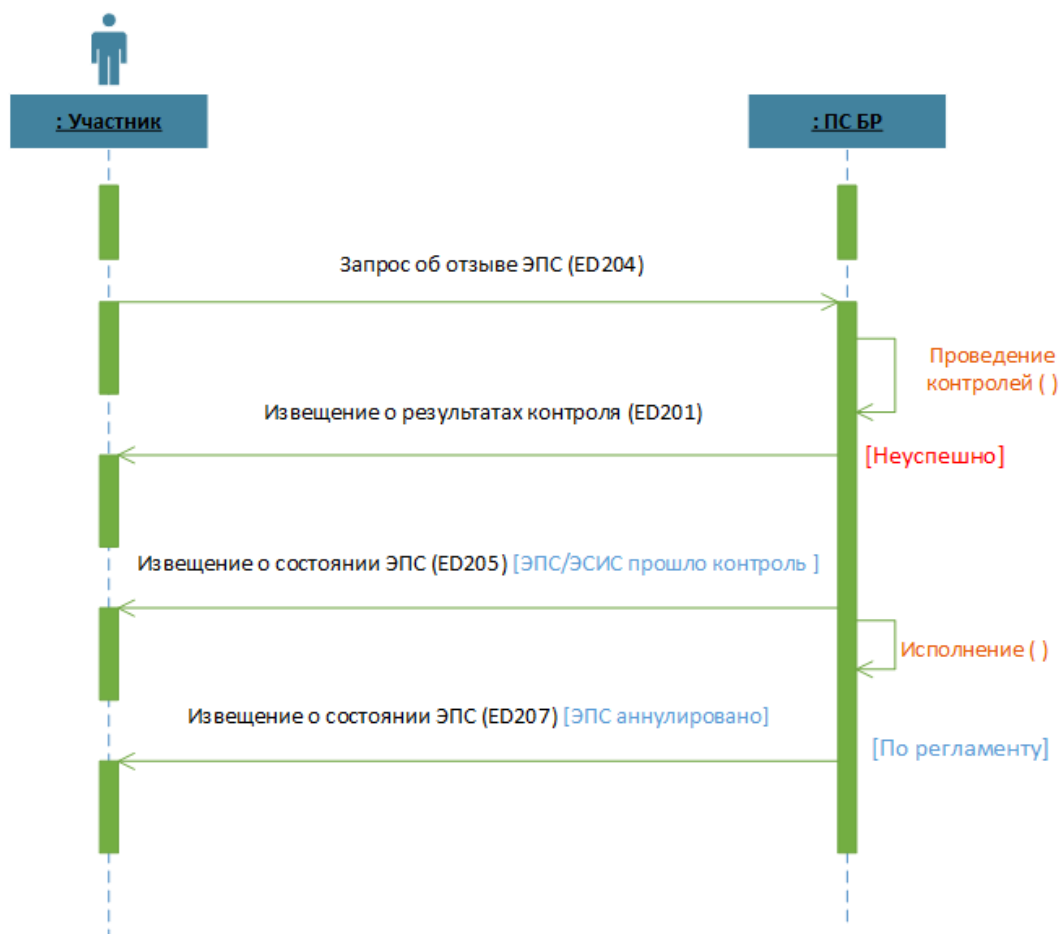 : Участник
: ПС БР
Запрос об отзыве ЭПС (ED204)
Проведение
контролей ( )
Извещение о результатах контроля (ED201)
[Неуспешно]
Извещение о состоянии ЭПС (ED205) [ЭПС/ЭСИС прошло контроль ]
Исполнение ( )
Извещение о состоянии ЭПС (ED207) [ЭПС аннулировано]
[По регламенту]